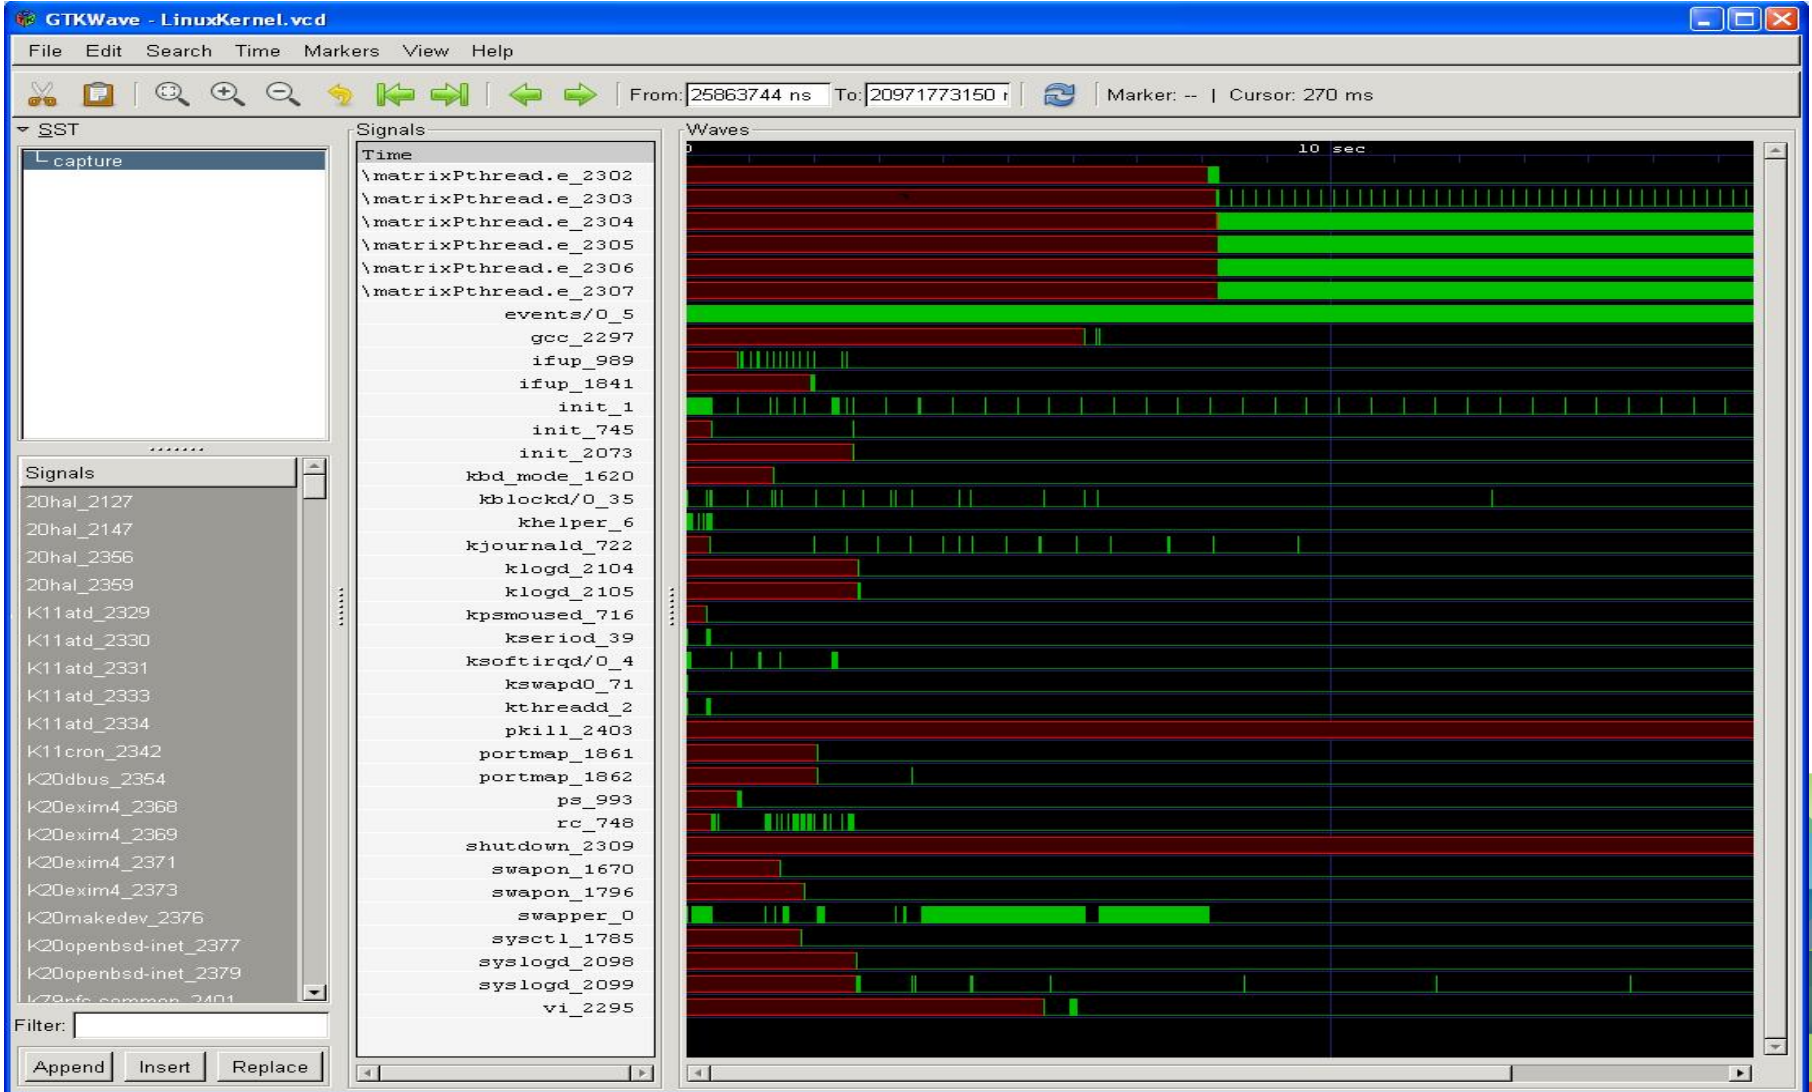 GTKWave - LinuxKernel.vcd
File Edit Search Time Markers View Help
From: 25863744 ns To: 20971773150 Marker: -- | Cursor: 270 ms
SST
capture
Signals
20hal_2127
20hal_2147
20hal_2356
20hal_2359
K11atd_2329
K11atd_2330
K11atd_2331
K11atd_2333
K11atd_2334
K11cron_2342
K20dbus_2354
K20exim4_2368
K20exim4_2369
K20exim4_2371
K20exim4_2373
K20makedev_2376
K20openbsd-inet_2377
K20openbsd-inet_2379
K79nfs-common_2401
Filter:
Append Insert Replace
Signals
Time
\matrixPthread.e_2302
\matrixPthread.e_2303
\matrixPthread.e_2304
\matrixPthread.e_2305
\matrixPthread.e_2306
\matrixPthread.e_2307
events/0_5
gcc_2297
ifup_989
ifup_1841
init_1
init_745
init_2073
kbd_mode_1620
kblockd/0_35
khelper_6
kjournald_722
klogd_2104
klogd_2105
kpsmoused_716
kseriod_39
ksoftirqd/0_4
kswapd0_71
kthreadd_2
pkill_2403
portmap_1861
portmap_1862
ps_993
rc_748
shutdown_2309
swapon_1670
swapon_1796
swapper_0
sysctl_1785
syslogd_2098
syslogd_2099
vi_2295
Waves
10 sec